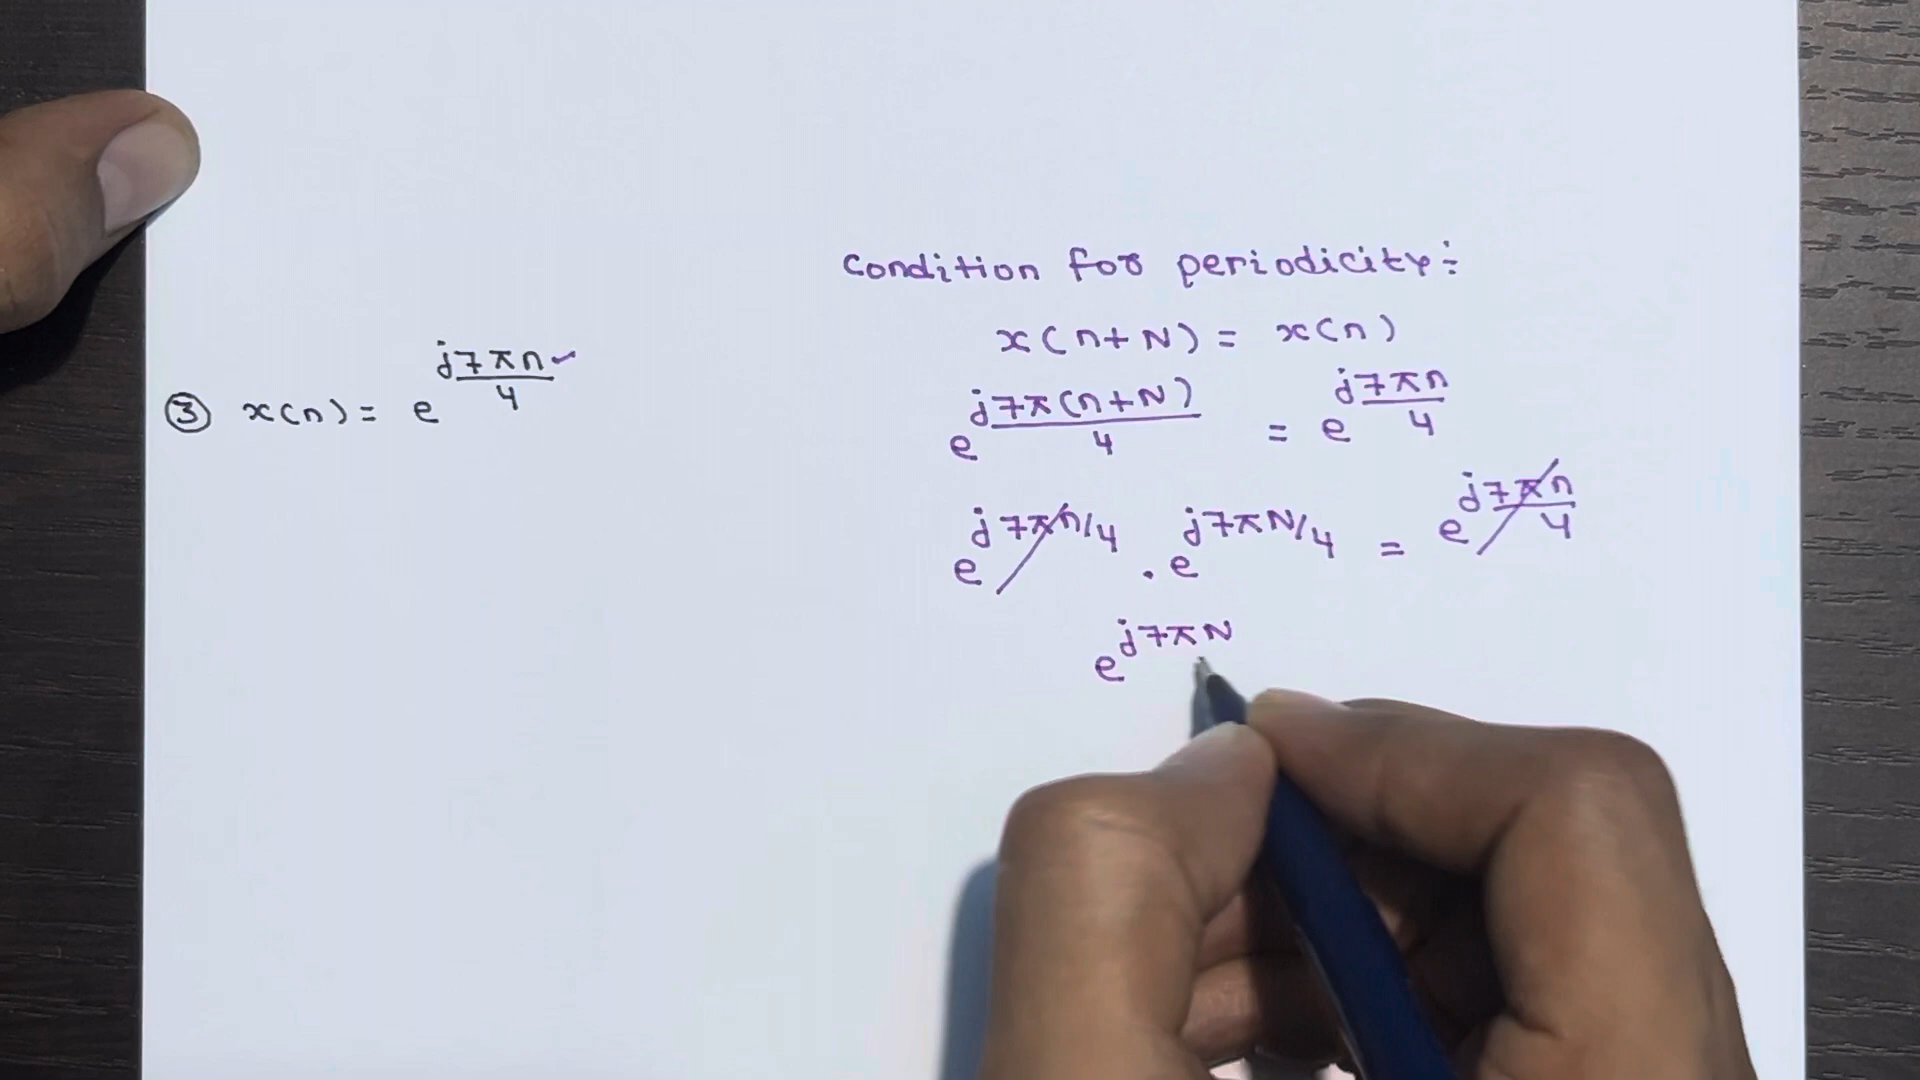 ③ x(n) = e^(j7πn/4) ✓
Condition for periodicity:
x(n+N) = x(n)
e^(j7π(n+N)/4) = e^(j7πn/4)
e^(j7πn/4) . e^(j7πN/4) = e^(j7πn/4)
e^(j7πN